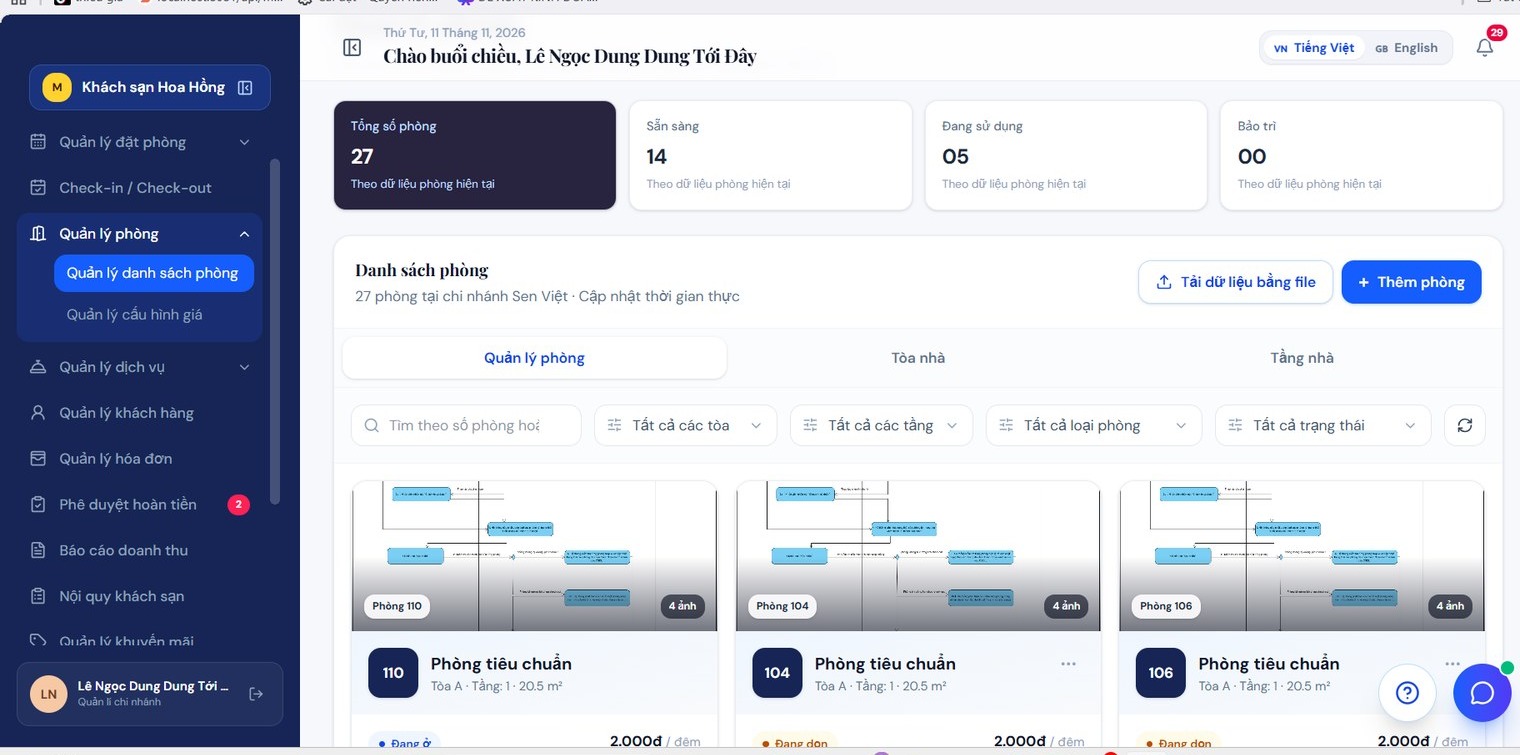 Thứ Tư, 11 Tháng 11, 2026
Chào buổi chiều, Lê Ngọc Dung Dung Tới Đây
VN Tiếng Việt
GB English
29
M
Khách sạn Hoa Hồng
Quản lý đặt phòng
Check-in / Check-out
Quản lý phòng
Quản lý danh sách phòng
Quản lý cấu hình giá
Quản lý dịch vụ
Quản lý khách hàng
Quản lý hóa đơn
Phê duyệt hoàn tiền
2
Báo cáo doanh thu
Nội quy khách sạn
Quản lý khuyến mãi
LN
Lê Ngọc Dung Dung Tới ...
Quản lí chi nhánh
Tổng số phòng
27
Theo dữ liệu phòng hiện tại
Sẵn sàng
14
Theo dữ liệu phòng hiện tại
Đang sử dụng
05
Theo dữ liệu phòng hiện tại
Bảo trì
00
Theo dữ liệu phòng hiện tại
Danh sách phòng
27 phòng tại chi nhánh Sen Việt · Cập nhật thời gian thực
Tải dữ liệu bằng file
+ Thêm phòng
Quản lý phòng
Tòa nhà
Tầng nhà
Tìm theo số phòng hoặ
Tất cả các tòa
Tất cả các tầng
Tất cả loại phòng
Tất cả trạng thái
Phòng 110
4 ảnh
110
Phòng tiêu chuẩn
Tòa A · Tầng: 1 · 20.5 m²
Đang ở
2.000đ / đêm
Phòng 104
4 ảnh
104
Phòng tiêu chuẩn
Tòa A · Tầng: 1 · 20.5 m²
Đang dọn
2.000đ / đêm
Phòng 106
4 ảnh
106
Phòng tiêu chuẩn
Tòa A · Tầng: 1 · 20.5 m²
Đang dọn
2.000đ / đêm